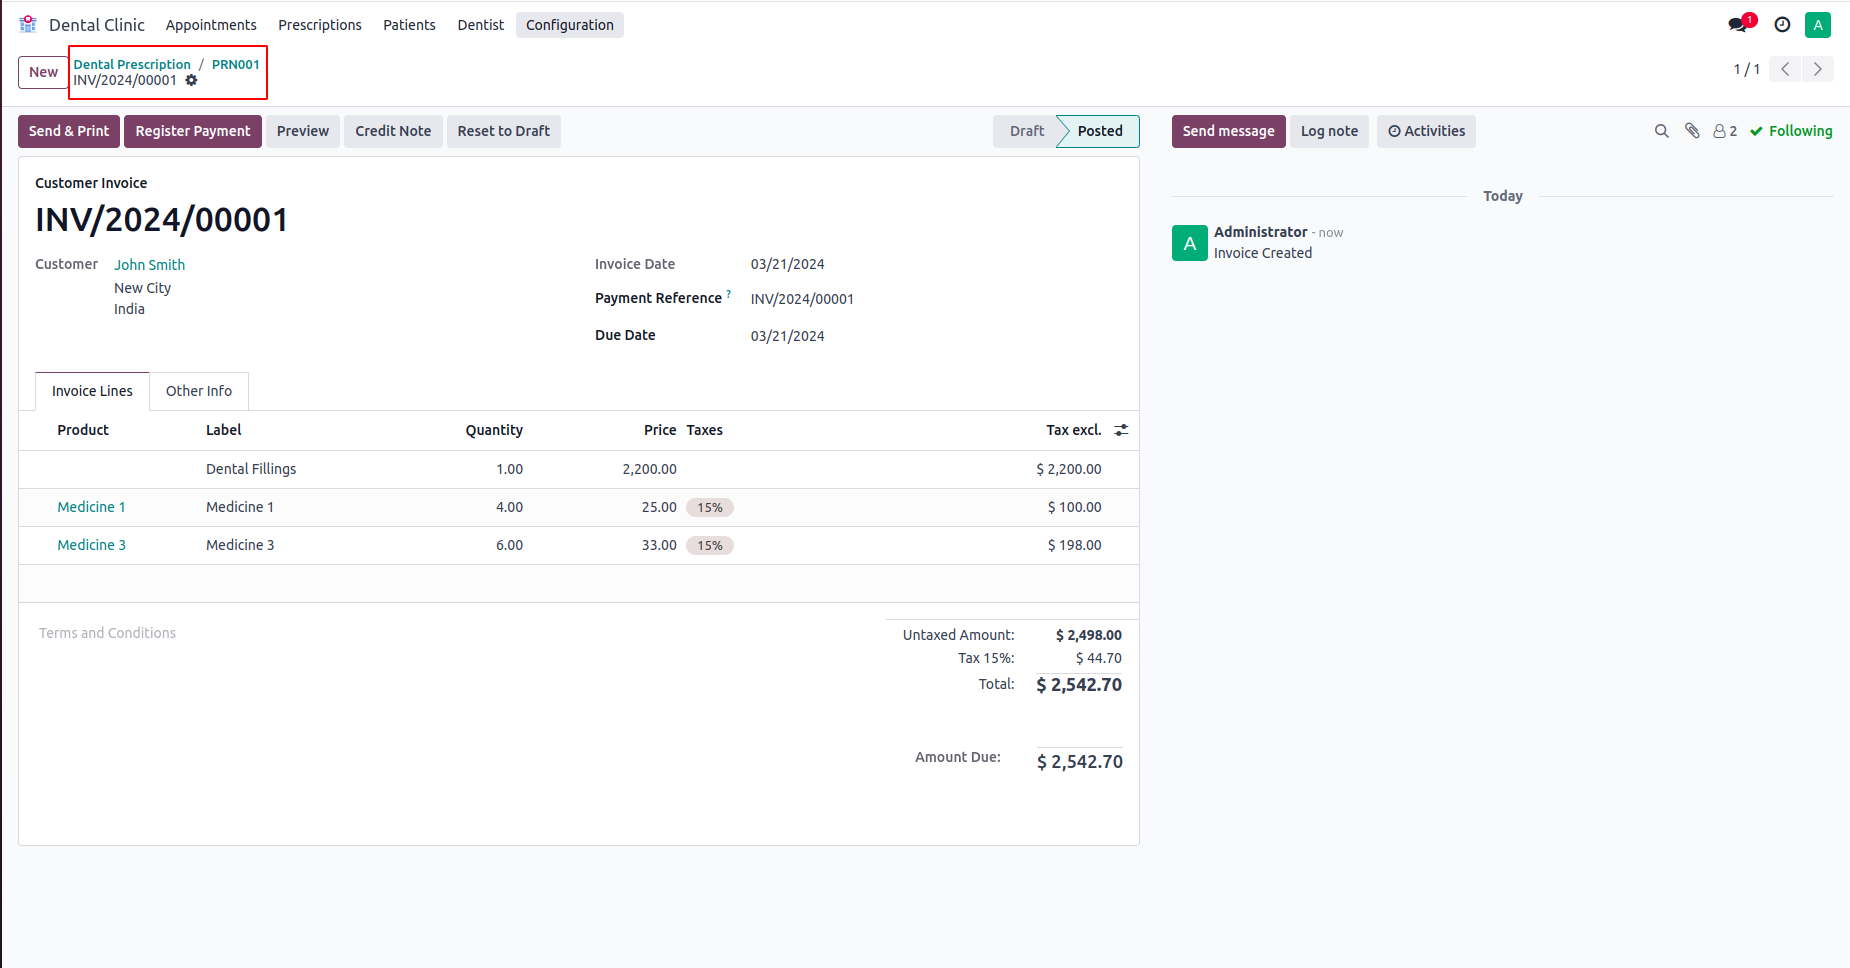 Dental Clinic Appointments Prescriptions Patients Dentist Configuration 1 A
New Dental Prescription / PRN001
INV/2024/00001
1 / 1
Send & Print Register Payment Preview Credit Note Reset to Draft Draft Posted
Send message Log note Activities 2 Following
Customer Invoice
INV/2024/00001
Customer John Smith
New City
India
Invoice Date 03/21/2024
Payment Reference ? INV/2024/00001
Due Date 03/21/2024
Invoice Lines Other Info
Product Label Quantity Price Taxes Tax excl.
Dental Fillings 1.00 2,200.00 $ 2,200.00
Medicine 1 Medicine 1 4.00 25.00 15% $ 100.00
Medicine 3 Medicine 3 6.00 33.00 15% $ 198.00
Terms and Conditions
Untaxed Amount: $ 2,498.00
Tax 15%: $ 44.70
Total: $ 2,542.70
Amount Due: $ 2,542.70
Today
A Administrator - now
Invoice Created